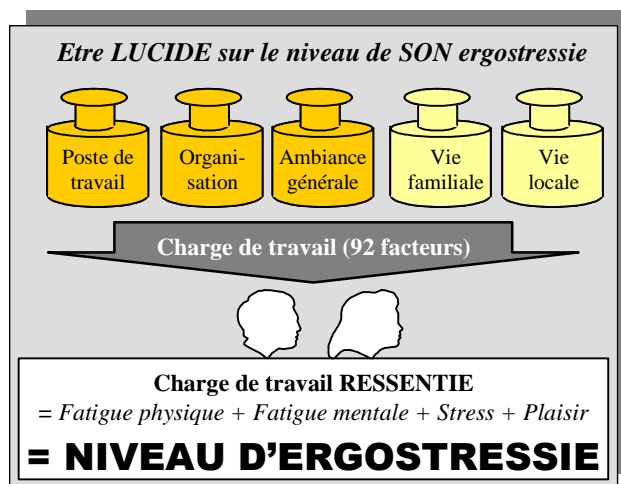 Etre LUCIDE sur le niveau de SON ergostressie
Poste de
travail
Organi-
sation
Ambiance
générale
Vie
familiale
Vie
locale
Charge de travail (92 facteurs)
Charge de travail RESSENTIE
= Fatigue physique + Fatigue mentale + Stress + Plaisir
= NIVEAU D’ERGOSTRESSIE